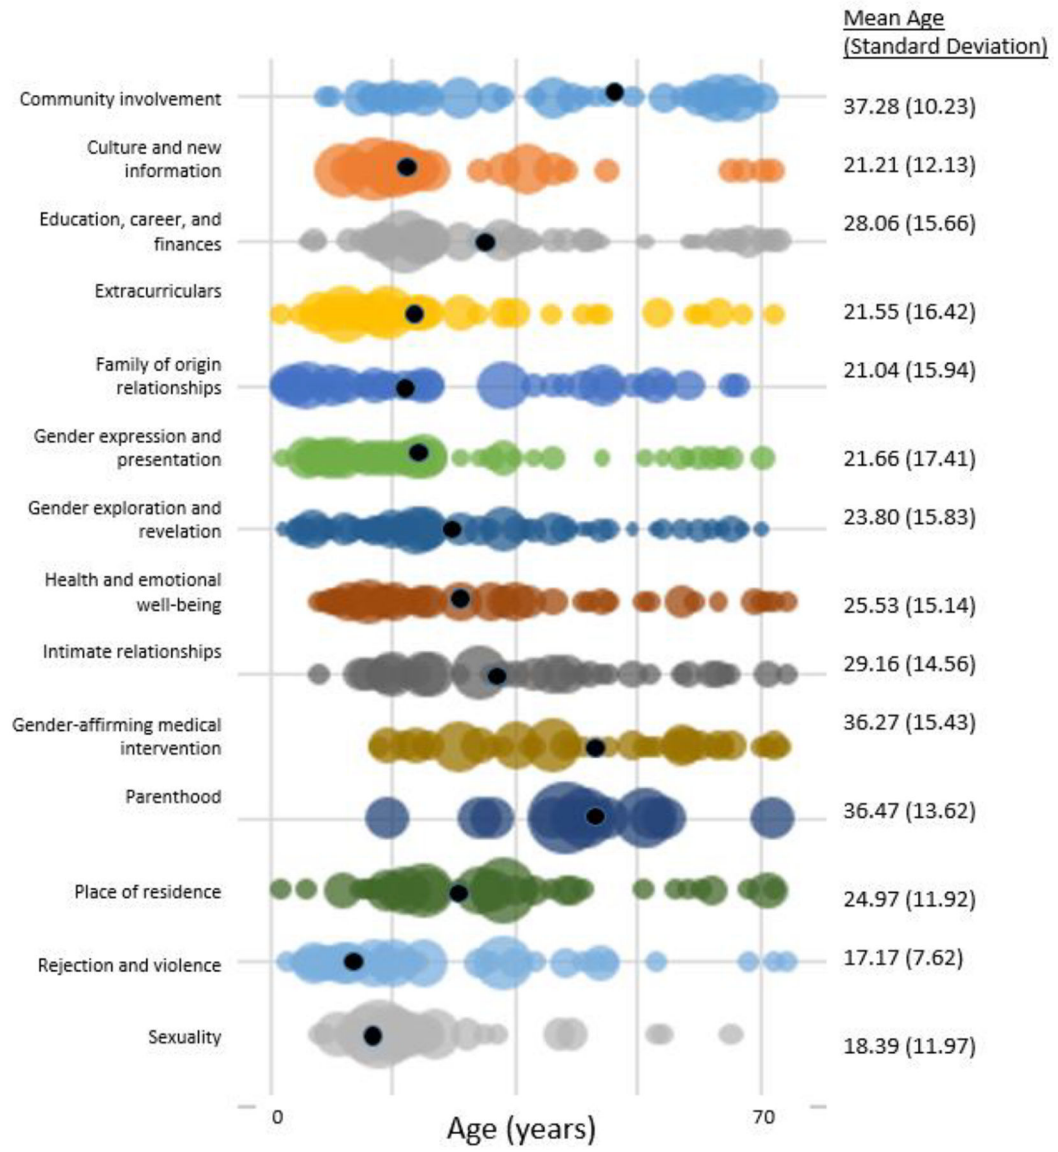 Mean Age
(Standard Deviation)
Community involvement
37.28 (10.23)
Culture and new
information
21.21 (12.13)
Education, career, and
finances
28.06 (15.66)
Extracurriculars
21.55 (16.42)
Family of origin
relationships
21.04 (15.94)
Gender expression and
presentation
21.66 (17.41)
Gender exploration and
revelation
23.80 (15.83)
Health and emotional
well-being
25.53 (15.14)
Intimate relationships
29.16 (14.56)
Gender-affirming medical
intervention
36.27 (15.43)
Parenthood
36.47 (13.62)
Place of residence
24.97 (11.92)
Rejection and violence
17.17 (7.62)
Sexuality
18.39 (11.97)
0
70
Age (years)